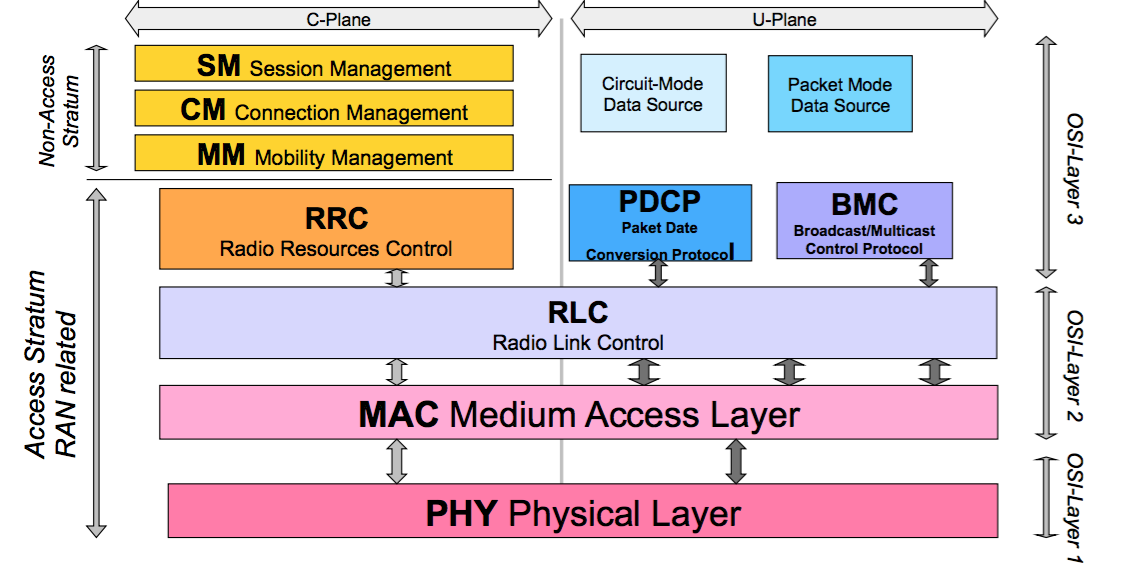 C-Plane
U-Plane
Non-Access
Stratum
SM Session Management
CM Connection Management
MM Mobility Management
Circuit-Mode
Data Source
Packet Mode
Data Source
OSI-Layer 3
Access Stratum
RAN related
RRC
Radio Resources Control
PDCP
Paket Date
Conversion Protocol
BMC
Broadcast/Multicast
Control Protocol
RLC
Radio Link Control
OSI-Layer 2
MAC Medium Access Layer
PHY Physical Layer
OSI-Layer 1